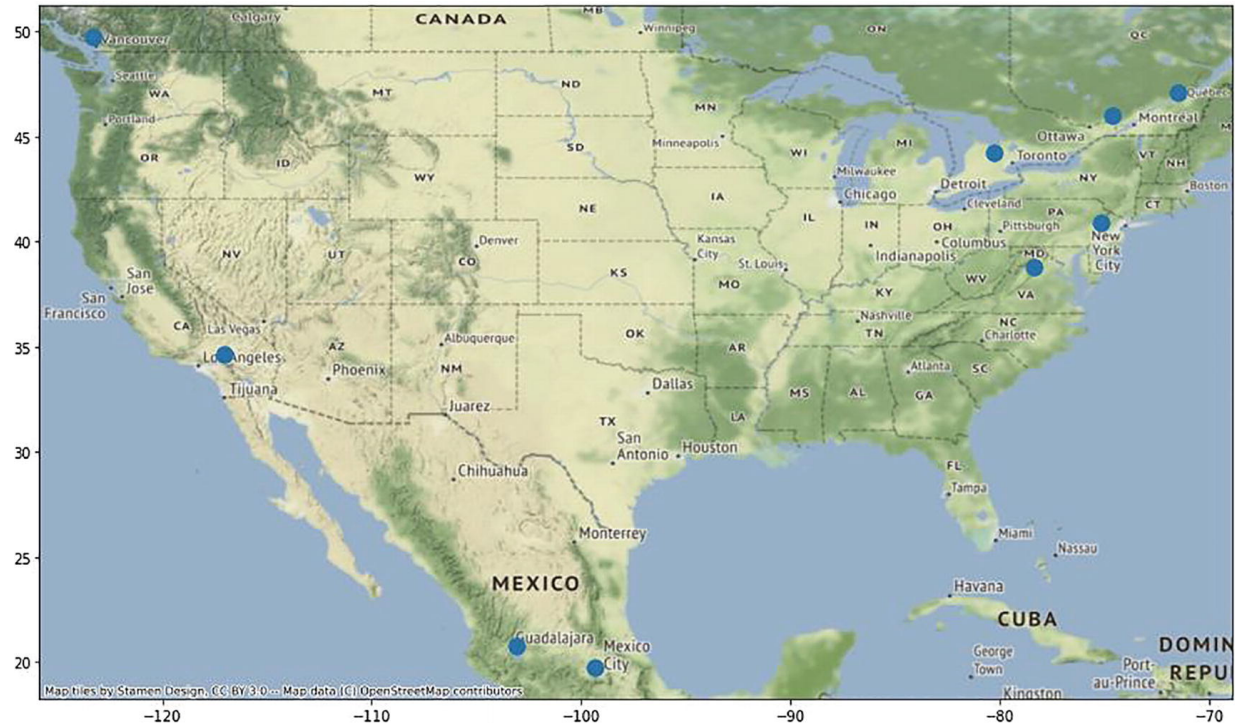 CANADA
Calgary
MB
Winnipeg
ON
QC
50
Vancouver
Seattle
WA
MT
ND
MN
Québec
45
Portland
OR
ID
SD
Minneapolis
WI
MI
Ottawa
Montréal
Toronto
VT
NH
WY
Milwaukee
Chicago
Detroit
NY
Boston
NE
IA
IL
IN
OH
Cleveland
PA
CT
40
NV
UT
Denver
CO
Kansas
City
St. Louis
Indianapolis
Columbus
Pittsburgh
New
York
City
MD
San
Jose
San
Francisco
KS
MO
KY
WV
VA
CA
Las Vegas
Albuquerque
OK
Nashville
TN
NC
Charlotte
35
Los Angeles
AZ
Phoenix
NM
AR
Atlanta
SC
Tijuana
Juarez
Dallas
MS
AL
GA
TX
LA
30
San
Antonio
Houston
Chihuahua
FL
Tampa
Monterrey
Miami
Nassau
25
MEXICO
Havana
CUBA
Guadalajara
Mexico
City
George
Town
DOMIN
REPU
20
Port-
au-Prince
Kingston
Map tiles by Stamen Design, CC BY 3.0 -- Map data (C) OpenStreetMap contributors
−120
−110
−100
−90
−80
−70